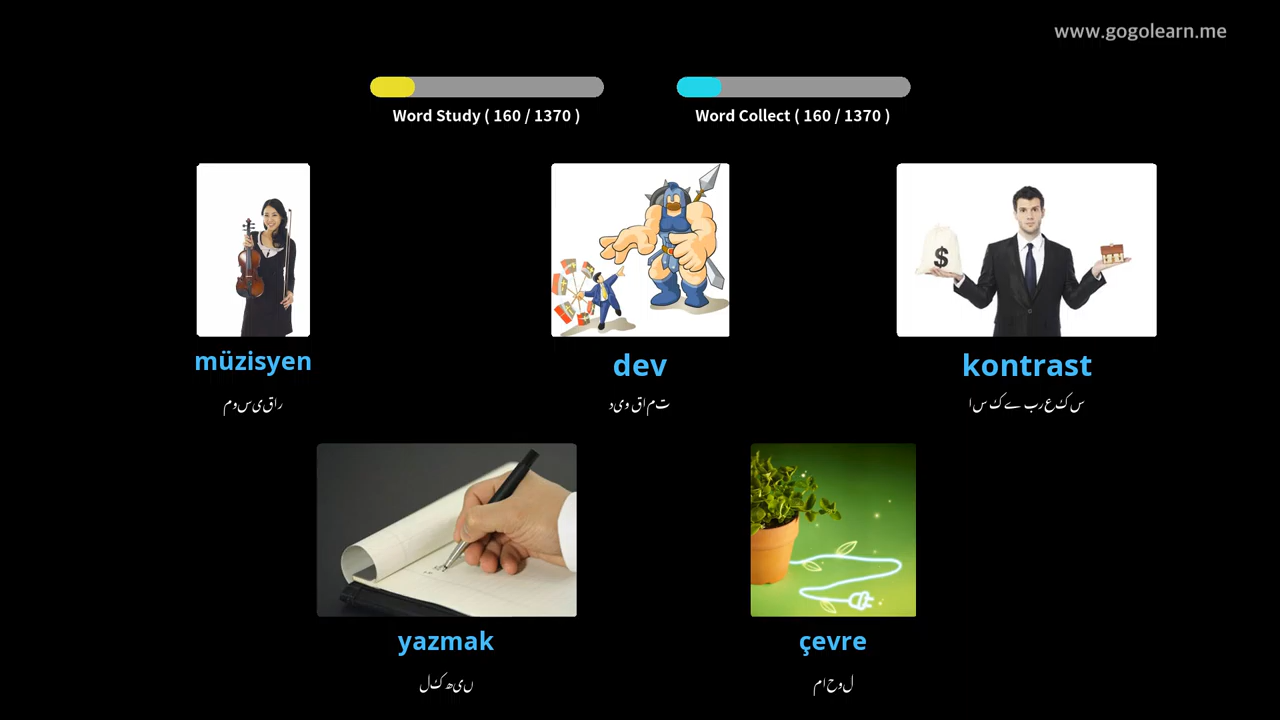 www.gogolearn.me
Word Study ( 160 / 1370 )
Word Collect ( 160 / 1370 )
müzisyen
موسیقار
dev
دیو قامت
kontrast
اس کے برعکس
yazmak
لکھیں
çevre
ماحول